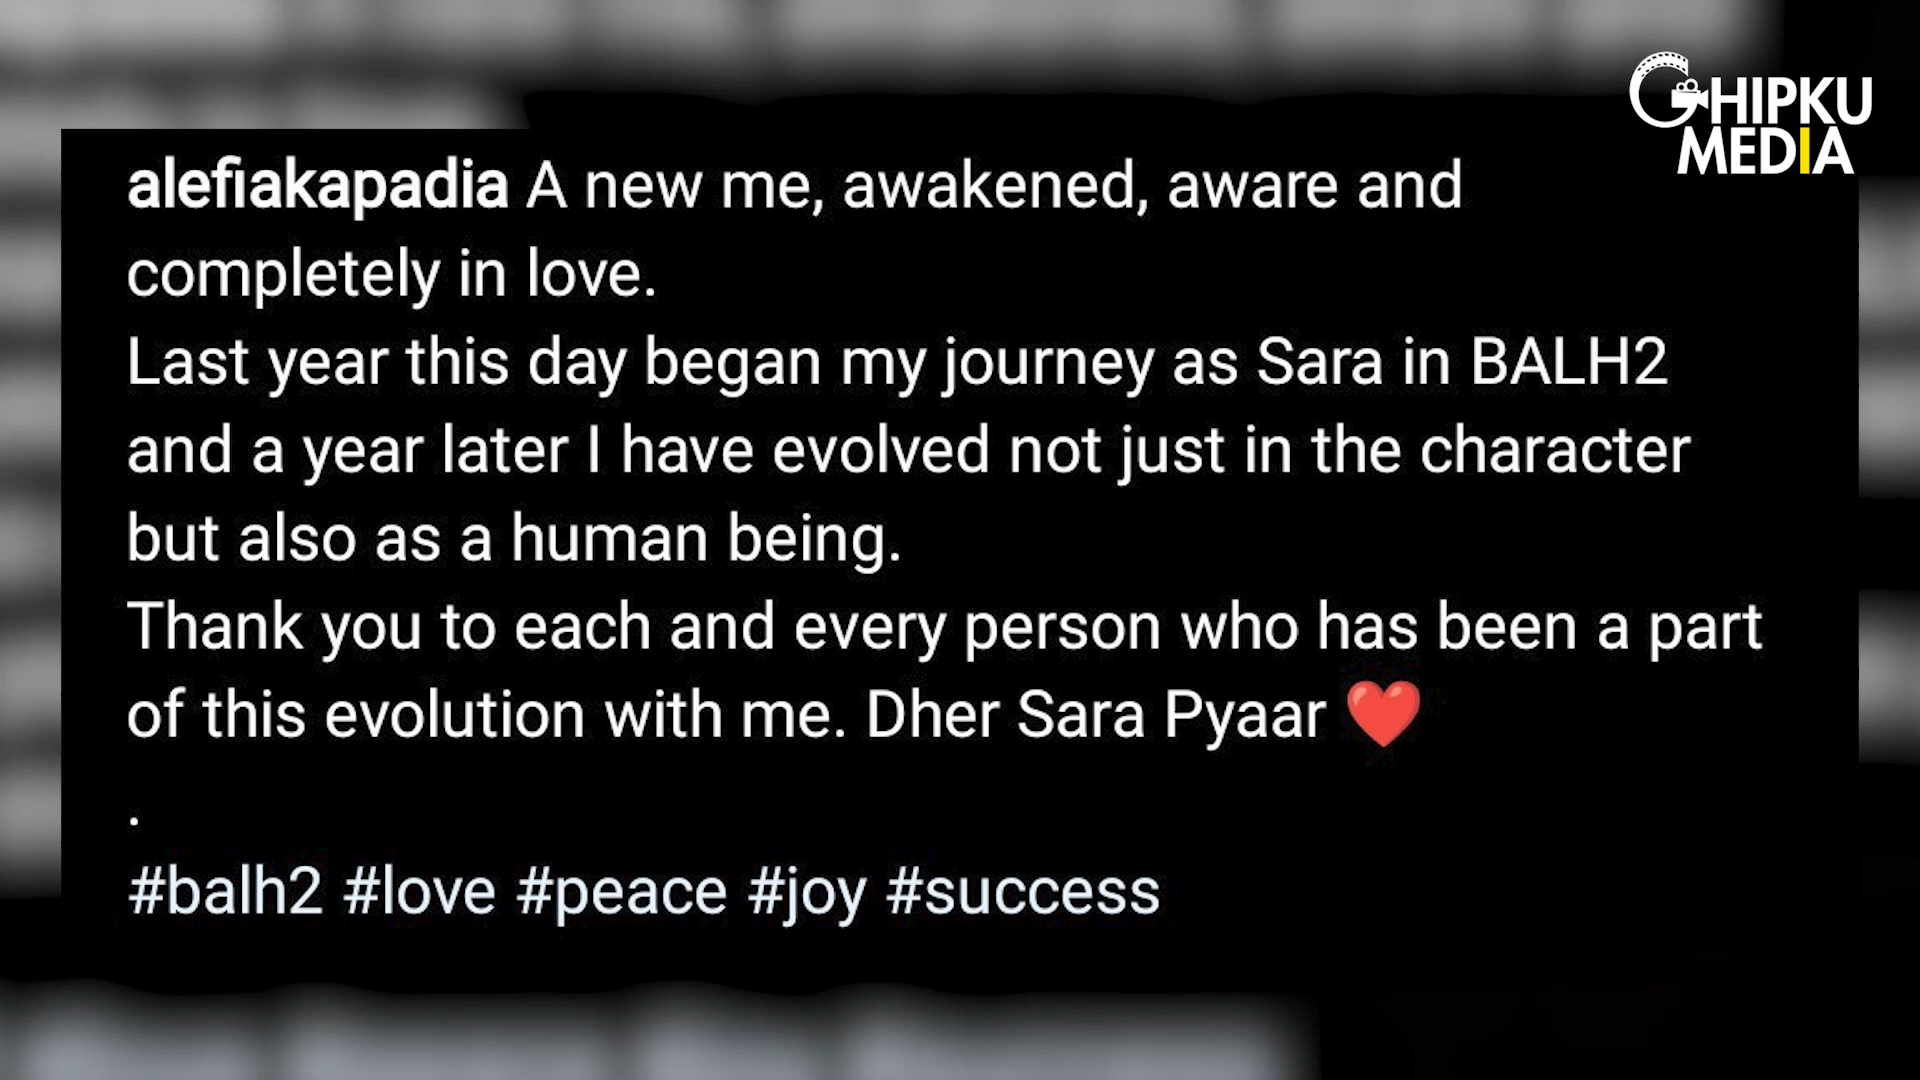 CHIPKU
MEDIA
alefiakapadia A new me, awakened, aware and
completely in love.
Last year this day began my journey as Sara in BALH2
and a year later I have evolved not just in the character
but also as a human being.
Thank you to each and every person who has been a part
of this evolution with me. Dher Sara Pyaar ❤️
.
#balh2 #love #peace #joy #success